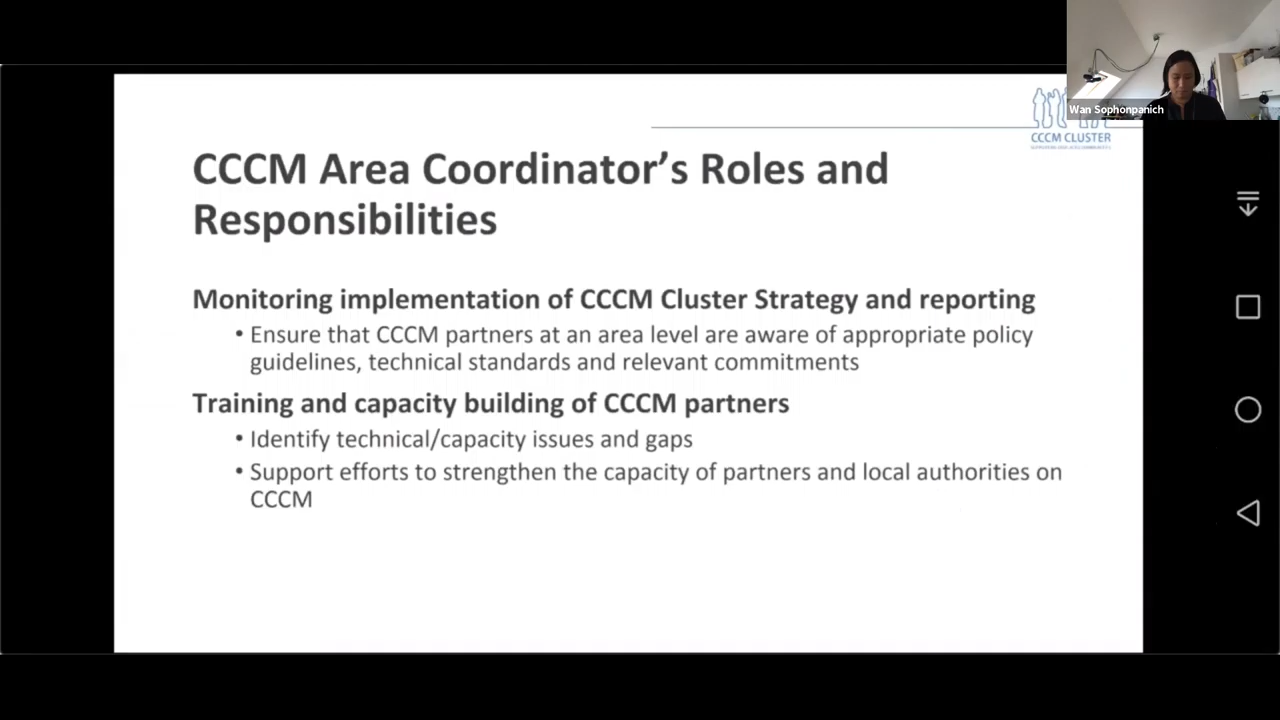 Wan Sophonpanich
CCCM CLUSTER
CCCM Area Coordinator’s Roles and
Responsibilities
Monitoring implementation of CCCM Cluster Strategy and reporting
• Ensure that CCCM partners at an area level are aware of appropriate policy
guidelines, technical standards and relevant commitments
Training and capacity building of CCCM partners
• Identify technical/capacity issues and gaps
• Support efforts to strengthen the capacity of partners and local authorities on
CCCM